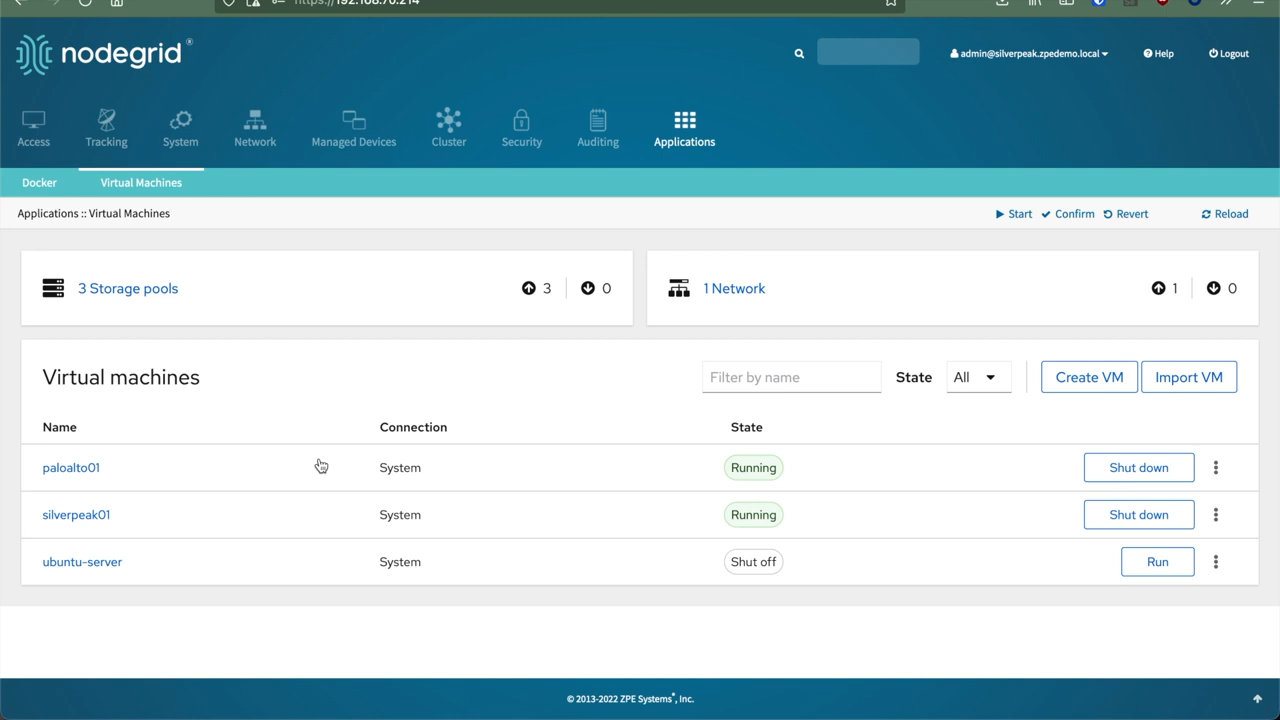 https://192.168.70.214
nodegrid®
admin@silverpeak.zpedemo.local
Help
Logout
Access
Tracking
System
Network
Managed Devices
Cluster
Security
Auditing
Applications
Docker
Virtual Machines
Applications :: Virtual Machines
Start
Confirm
Revert
Reload
3 Storage pools
3
0
1 Network
1
0
Virtual machines
Filter by name
State
All
Create VM
Import VM
Name Connection State
paloalto01 System Running Shut down
silverpeak01 System Running Shut down
ubuntu-server System Shut off Run
© 2013-2022 ZPE Systems®, Inc.